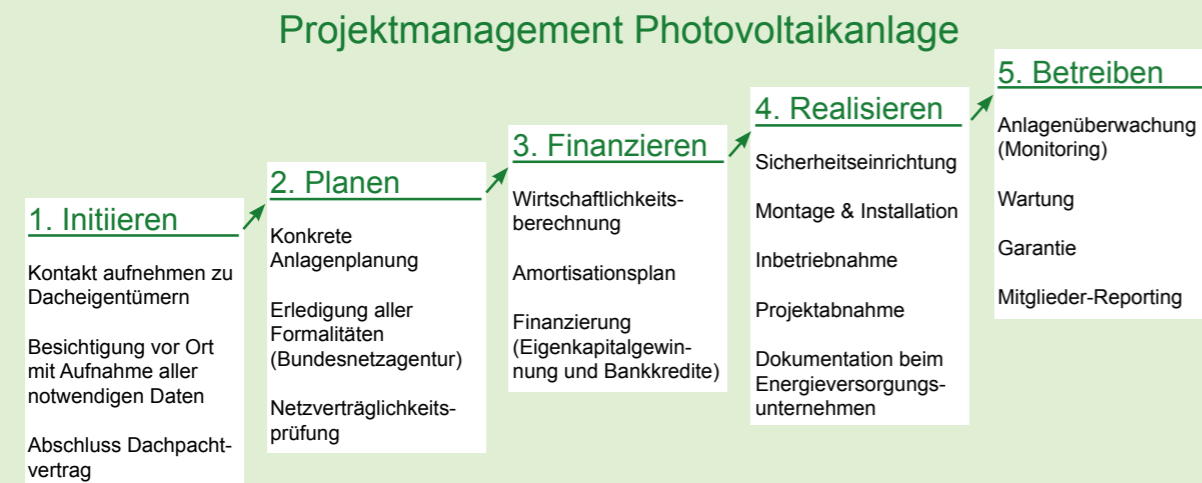 Projektmanagement Photovoltaikanlage
1. Initiieren
Kontakt aufnehmen zu
Dacheigentümern
Besichtigung vor Ort
mit Aufnahme aller
notwendigen Daten
Abschluss Dachpacht-
vertrag
2. Planen
Konkrete
Anlagenplanung
Erledigung aller
Formalitäten
(Bundesnetzagentur)
Netzverträglichkeits-
prüfung
3. Finanzieren
Wirtschaftlichkeits-
berechnung
Amortisationsplan
Finanzierung
(Eigenkapitalgewin-
nung und Bankkredite)
4. Realisieren
Sicherheitseinrichtung
Montage & Installation
Inbetriebnahme
Projektabnahme
Dokumentation beim
Energieversorgungs-
unternehmen
5. Betreiben
Anlagenüberwachung
(Monitoring)
Wartung
Garantie
Mitglieder-Reporting